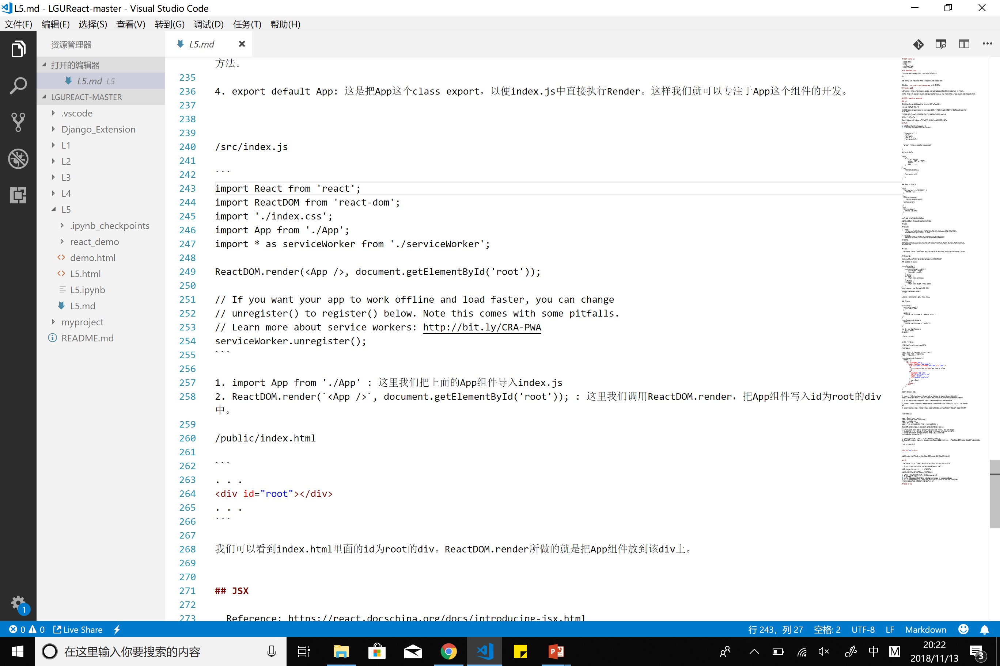 L5.md - LGUReact-master - Visual Studio Code
文件(F) 编辑(E) 选择(S) 查看(V) 转到(G) 调试(D) 任务(T) 帮助(H)
资源管理器
打开的编辑器
L5.md L5
LGUREACT-MASTER
.vscode
Django_Extension
L1
L2
L3
L4
L5
.ipynb_checkpoints
react_demo
demo.html
L5.html
L5.ipynb
L5.md
myproject
README.md
1
L5.md
方法。
235
236 4. export default App: 这是把App这个class export，以便index.js中直接执行Render。这样我们就可以专注于App这个组件的开发。
237
238
239
240 /src/index.js
241
242 ```
243 import React from 'react';
244 import ReactDOM from 'react-dom';
245 import './index.css';
246 import App from './App';
247 import * as serviceWorker from './serviceWorker';
248
249 ReactDOM.render(<App />, document.getElementById('root'));
250
251 // If you want your app to work offline and load faster, you can change
252 // unregister() to register() below. Note this comes with some pitfalls.
253 // Learn more about service workers: http://bit.ly/CRA-PWA
254 serviceWorker.unregister();
255 ```
256
257 1. import App from './App' : 这里我们把上面的App组件导入index.js
258 2. ReactDOM.render(`<App />`, document.getElementById('root')); : 这里我们调用ReactDOM.render，把App组件写入id为root的div
中。
259
260 /public/index.html
261
262 ```
263 . . .
264 <div id="root"></div>
265 . . .
266 ```
267
268 我们可以看到index.html里面的id为root的div。ReactDOM.render所做的就是把App组件放到该div上。
269
270
271 ## JSX
272
273 Reference: https://react.docschina.org/docs/introducing-jsx.html
0 0 Live Share 行 243，列 27 空格: 2 UTF-8 LF Markdown
在这里输入你要搜索的内容
中 M
20:22
2018/11/13
3